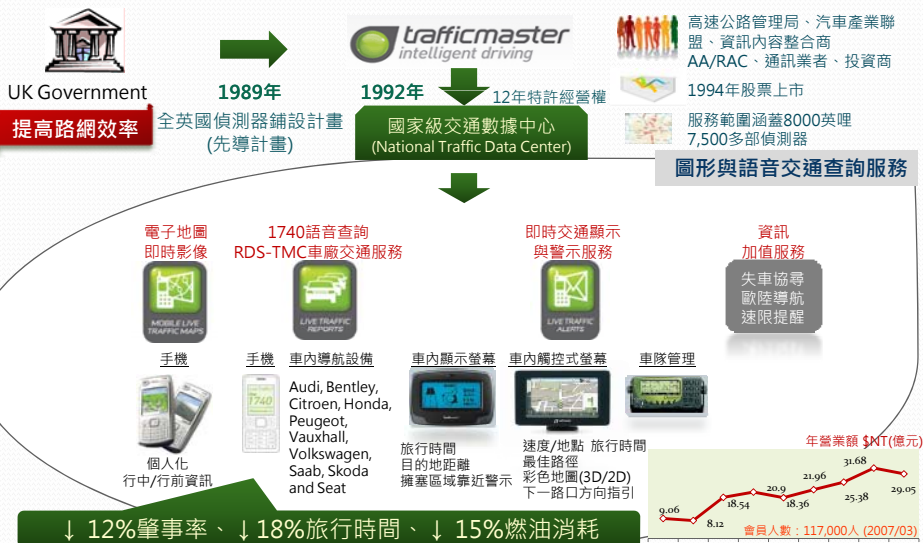 UK Government
提高路網效率
1989年
全英國偵測器鋪設計畫
(先導計畫)
trafficmaster
intelligent driving
1992年
12年特許經營權
國家級交通數據中心
(National Traffic Data Center)
高速公路管理局、汽車產業聯
盟、資訊內容整合商
AA/RAC、通訊業者、投資商
1994年股票上市
服務範圍涵蓋8000英哩
7,500多部偵測器
圖形與語音交通查詢服務
電子地圖
即時影像
MOBILE LIVE
TRAFFIC MAPS
1740語音查詢
RDS-TMC車廠交通服務
LIVE TRAFFIC
REPORTS
即時交通顯示
與警示服務
LIVE TRAFFIC
ALERTS
資訊
加值服務
失車協尋
歐陸導航
速限提醒
手機
個人化
行中/行前資訊
手機
1740
車內導航設備
Audi, Bentley,
Citroen, Honda,
Peugeot,
Vauxhall,
Volkswagen,
Saab, Skoda
and Seat
車內顯示螢幕
旅行時間
目的地距離
擁塞區域靠近警示
車內觸控式螢幕
速度/地點 旅行時間
最佳路徑
彩色地圖(3D/2D)
下一路口方向指引
車隊管理
年營業額 $NT(億元)
9.06
8.12
18.54
20.9
18.36
21.96
25.38
31.68
29.05
會員人數：117,000人 (2007/03)
↓ 12%肇事率、↓18%旅行時間、↓ 15%燃油消耗